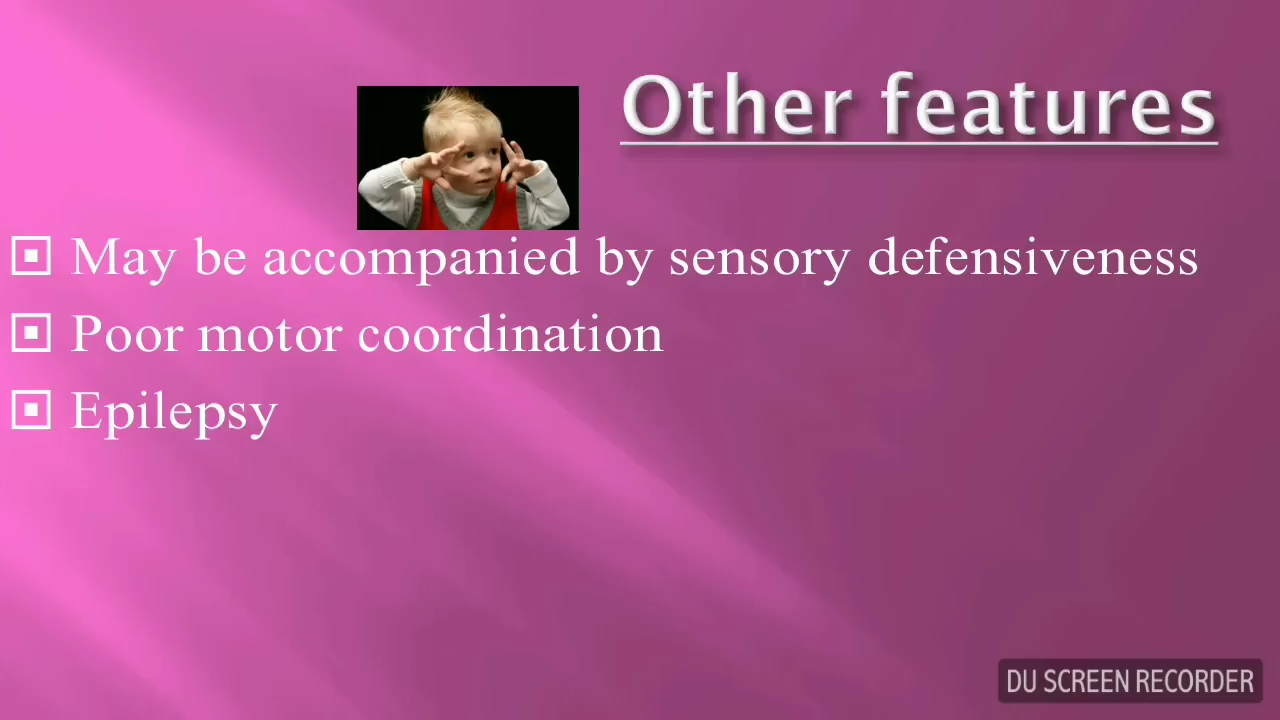 Other features
May be accompanied by sensory defensiveness
Poor motor coordination
Epilepsy
DU SCREEN RECORDER